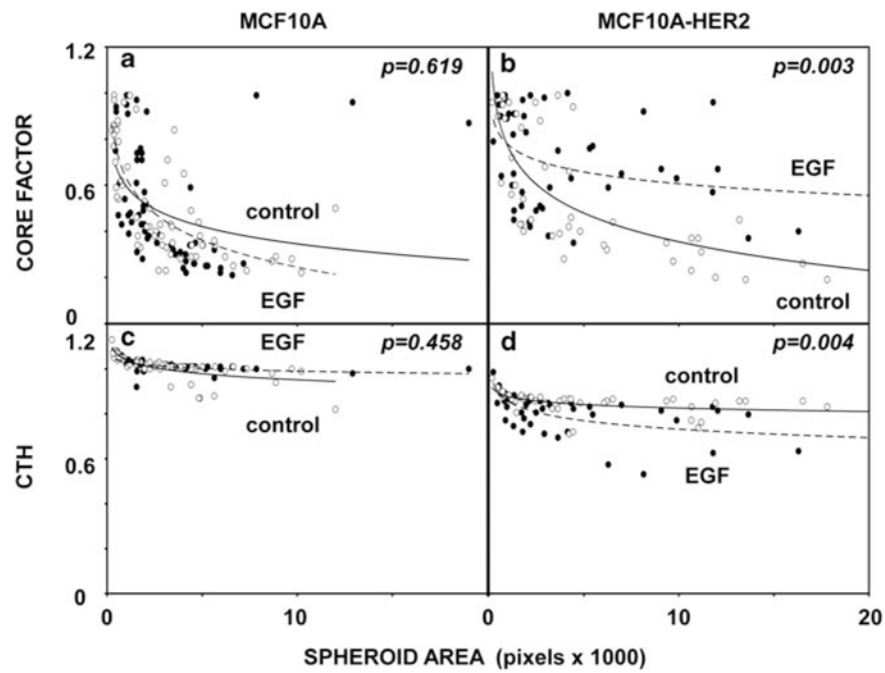 MCF10A
MCF10A-HER2
CORE FACTOR
1.2
0.6
0
a
p=0.619
control
EGF
b
p=0.003
EGF
control
CTH
1.2
0.6
0
c
EGF
p=0.458
control
d
p=0.004
control
EGF
0
10
0
10
20
SPHEROID AREA (pixels x 1000)